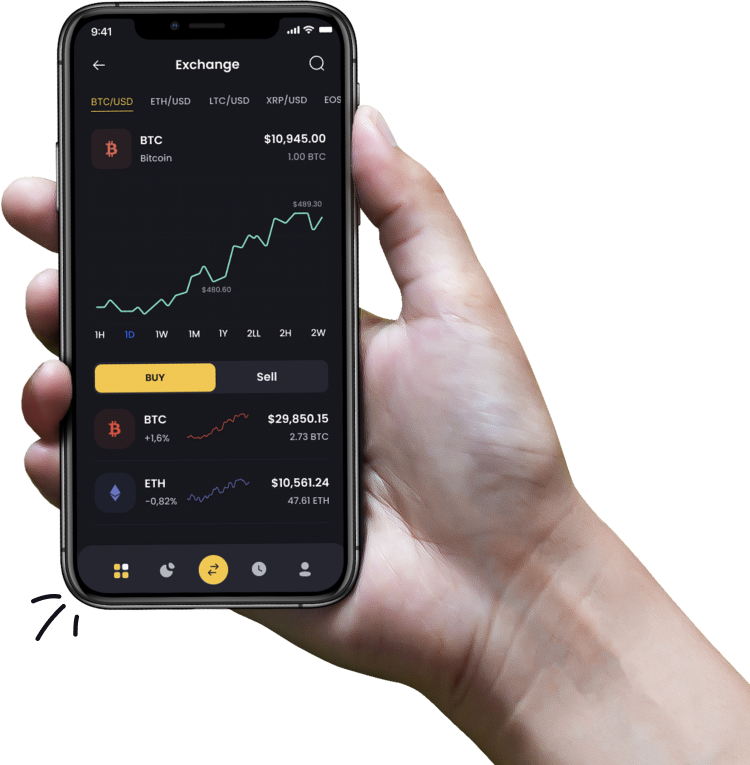 9:41
Exchange
BTC/USD ETH/USD LTC/USD XRP/USD EOS
BTC $10,945.00
Bitcoin 1.00 BTC
$489.30
$480.60
1H 1D 1W 1M 1Y 2LL 2H 2W
BUY Sell
BTC $29,850.15
+1,6% 2.73 BTC
ETH $10,561.24
-0,82% 47.61 ETH